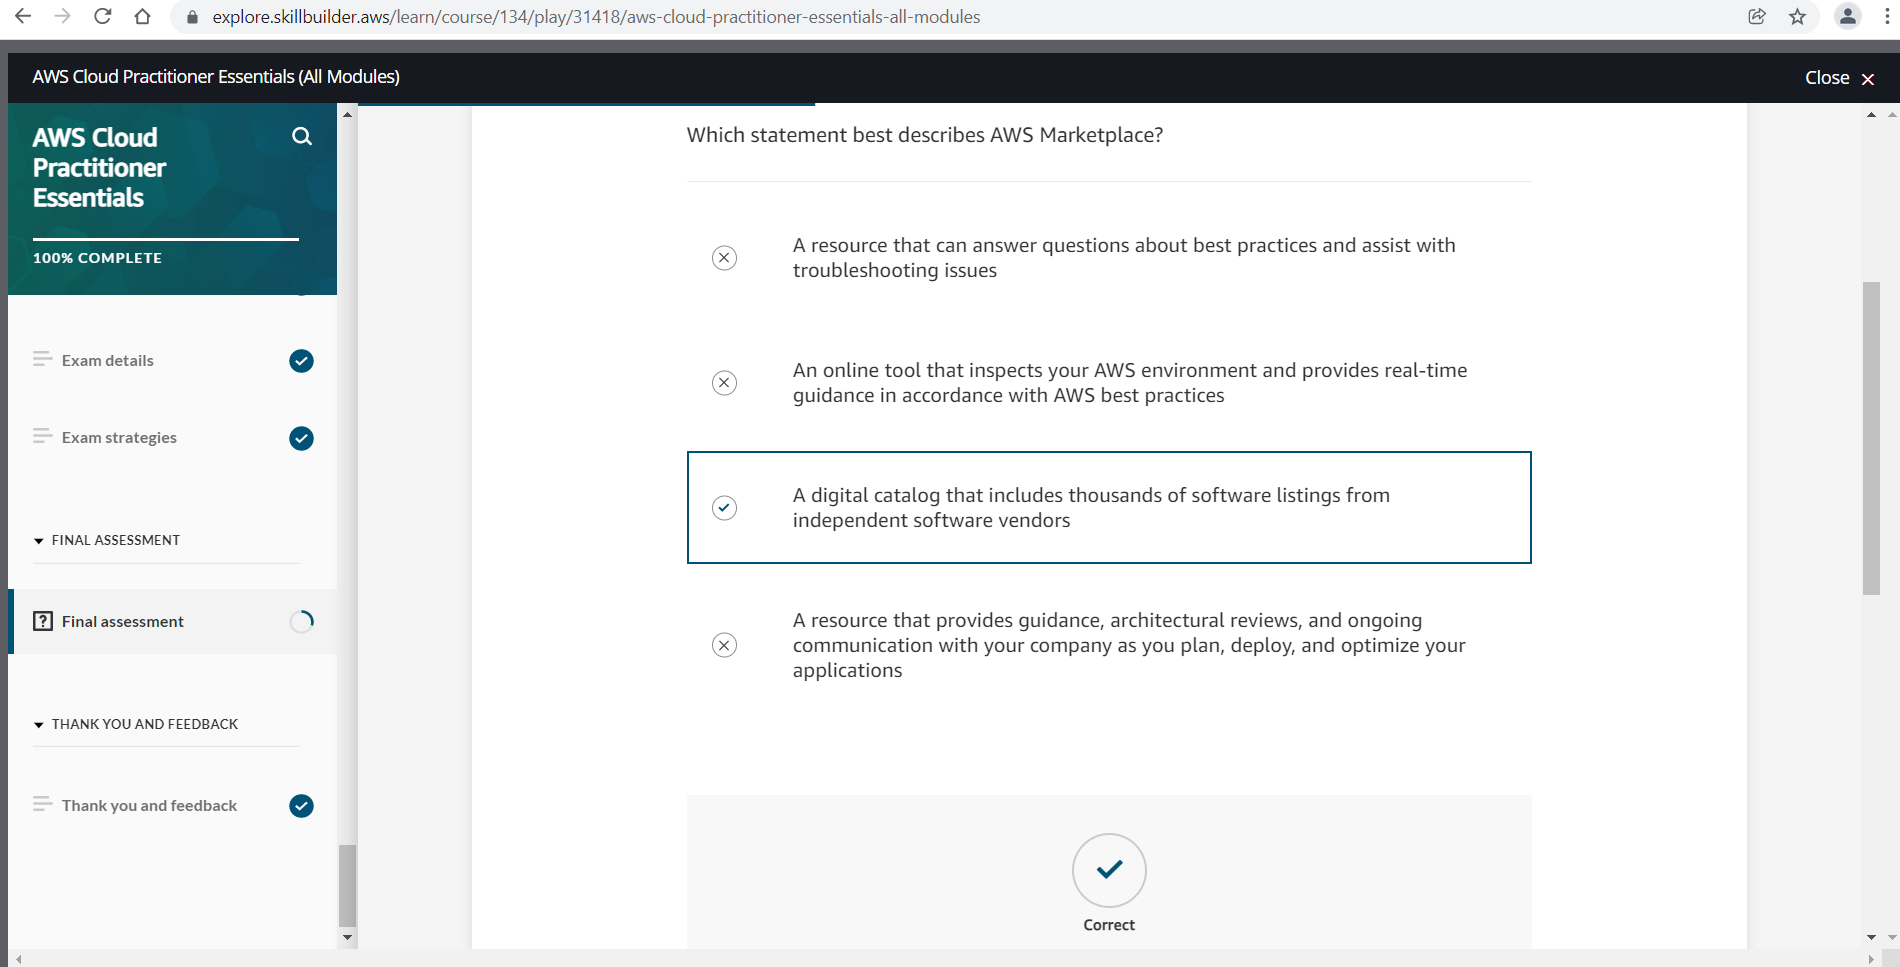 explore.skillbuilder.aws/learn/course/134/play/31418/aws-cloud-practitioner-essentials-all-modules
AWS Cloud Practitioner Essentials (All Modules)
Close
AWS Cloud
Practitioner
Essentials
100% COMPLETE
Exam details
Exam strategies
FINAL ASSESSMENT
Final assessment
THANK YOU AND FEEDBACK
Thank you and feedback
Which statement best describes AWS Marketplace?
A resource that can answer questions about best practices and assist with
troubleshooting issues
An online tool that inspects your AWS environment and provides real-time
guidance in accordance with AWS best practices
A digital catalog that includes thousands of software listings from
independent software vendors
A resource that provides guidance, architectural reviews, and ongoing
communication with your company as you plan, deploy, and optimize your
applications
Correct